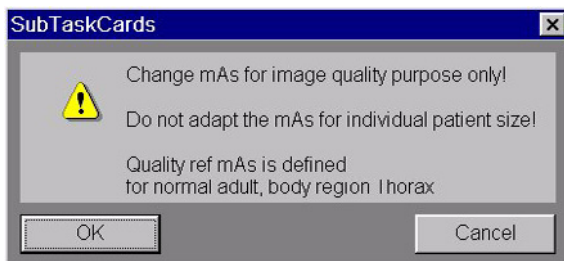 SubTaskCards
Change mAs for image quality purpose only!
Do not adapt the mAs for individual patient size!
Quality ref mAs is defined
for normal adult, body region Thorax
OK
Cancel